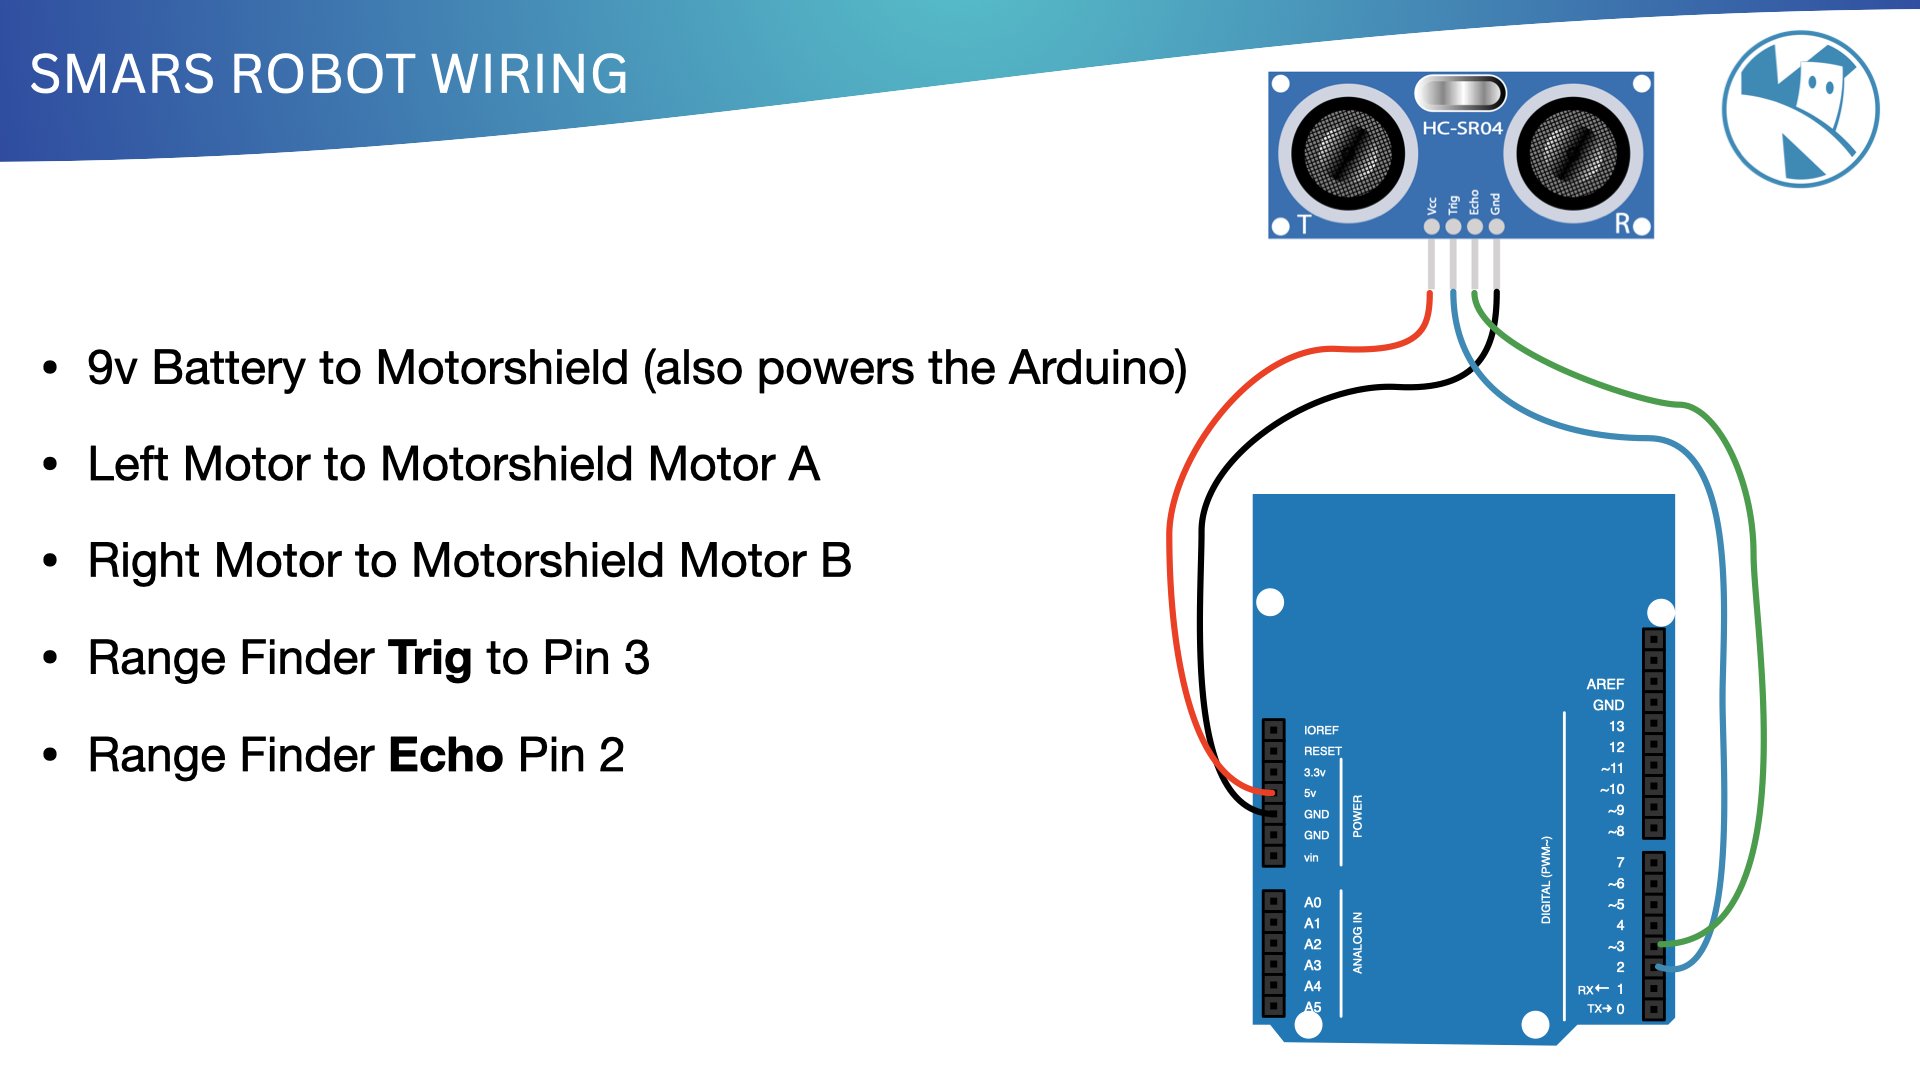 SMARS ROBOT WIRING
HC-SR04
Vcc
Trig
Echo
Gnd
T
R
• 9v Battery to Motorshield (also powers the Arduino)
• Left Motor to Motorshield Motor A
• Right Motor to Motorshield Motor B
• Range Finder Trig to Pin 3
• Range Finder Echo Pin 2
IOREF
RESET
3.3v
5v
GND
GND
vin
POWER
A0
A1
A2
A3
A4
A5
ANALOG IN
AREF
GND
13
12
~11
~10
~9
~8
7
~6
~5
4
~3
2
RX← 1
TX→ 0
DIGITAL (PWM~)